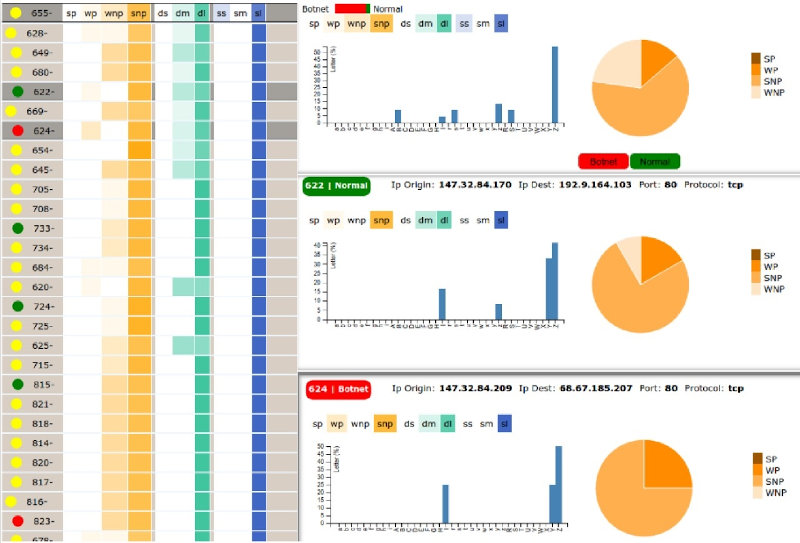 655- sp wp wnp snp ds dm dl ss sm sl
628-
649-
680-
622-
669-
624-
654-
645-
705-
708-
733-
734-
684-
620-
724-
725-
625-
715-
815-
821-
818-
814-
820-
817-
816-
823-
678-
Botnet Normal
sp wp wnp snp ds dm dl ss sm sl
Letter (%)
50
45
40
35
30
25
20
15
10
5
0
SP
WP
SNP
WNP
Botnet Normal
622 | Normal Ip Origin: 147.32.84.170 Ip Dest: 192.9.164.103 Port: 80 Protocol: tcp
sp wp wnp snp ds dm dl ss sm sl
Letter (%)
40
35
30
25
20
15
10
5
0
SP
WP
SNP
WNP
624 | Botnet Ip Origin: 147.32.84.209 Ip Dest: 68.67.185.207 Port: 80 Protocol: tcp
sp wp wnp snp ds dm dl ss sm sl
Letter (%)
50
45
40
35
30
25
20
15
10
5
0
SP
WP
SNP
WNP